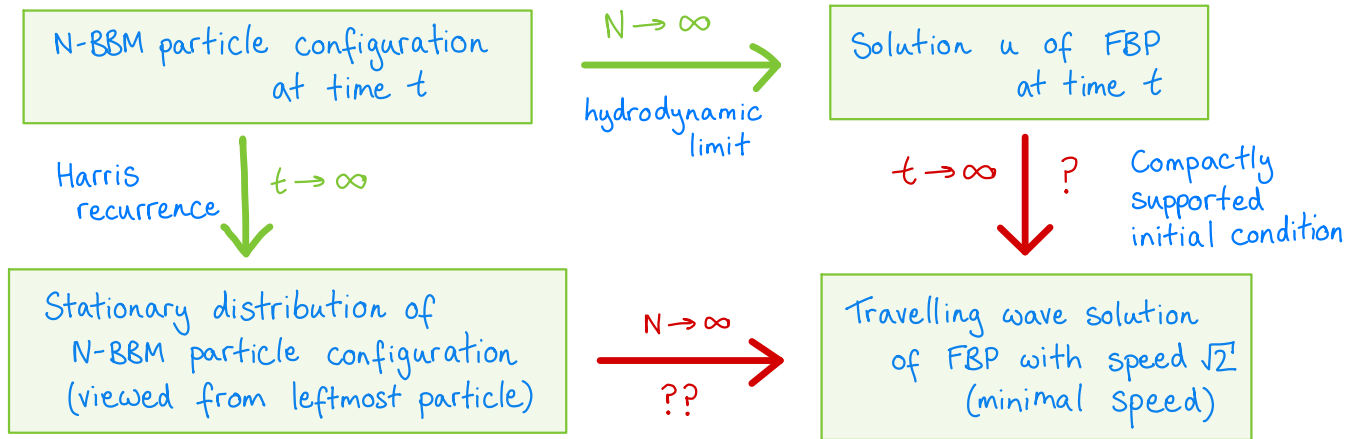 N-BBM particle configuration
at time t
N → ∞
hydrodynamic
limit
Solution u of FBP
at time t
Harris
recurrence
t → ∞
t → ∞ ?
Compactly
supported
initial condition
Stationary distribution of
N-BBM particle configuration
(viewed from leftmost particle)
N → ∞
??
Travelling wave solution
of FBP with speed √2
(minimal speed)